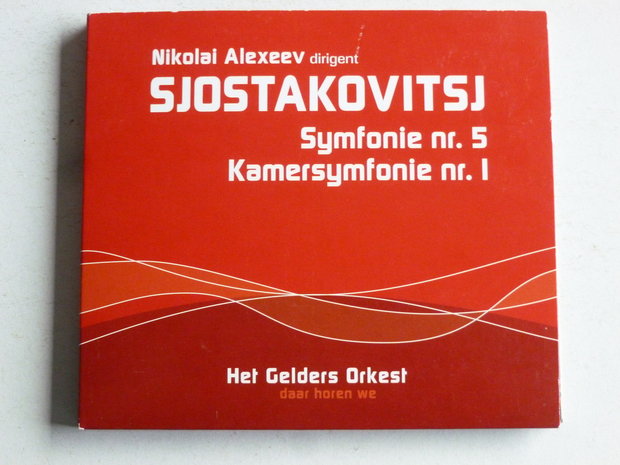 Nikolai Alexeev dirigent
SJOSTAKOVITSJ
Symfonie nr. 5
Kamersymfonie nr. 1
Het Gelders Orkest
daar horen we